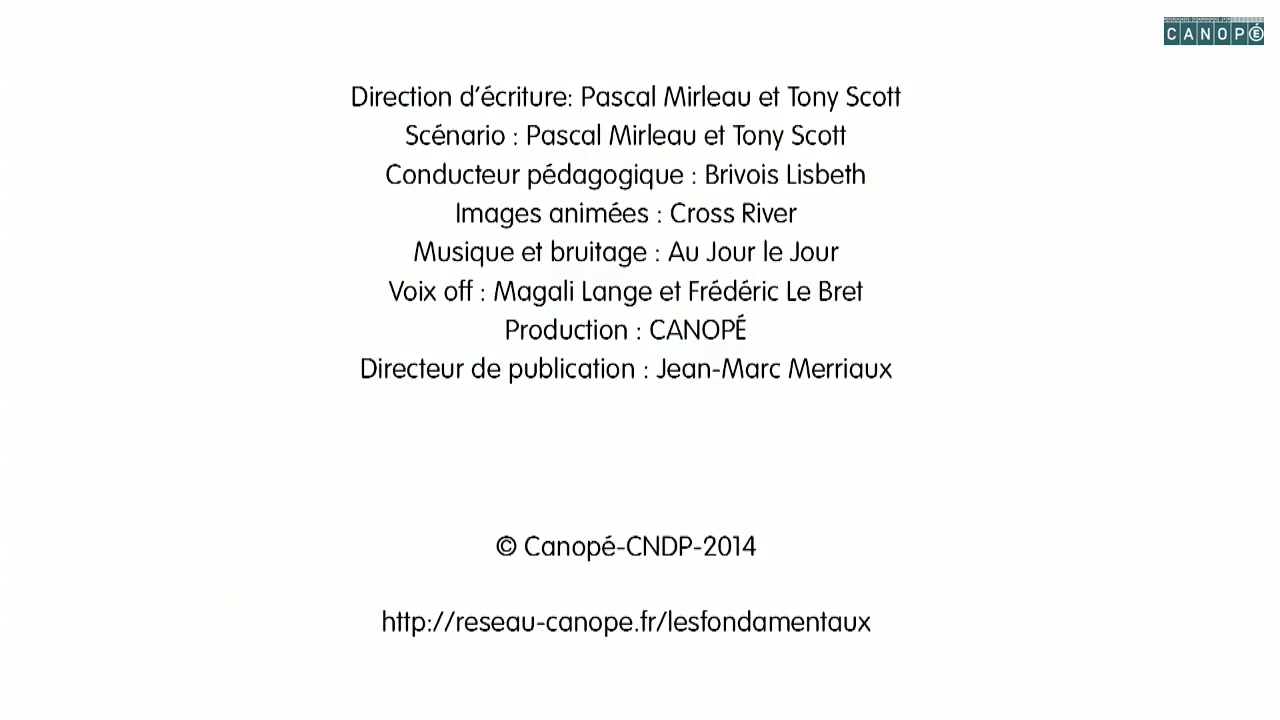 CANOPÉ
Direction d'écriture: Pascal Mirleau et Tony Scott
Scénario : Pascal Mirleau et Tony Scott
Conducteur pédagogique : Brivois Lisbeth
Images animées : Cross River
Musique et bruitage : Au Jour le Jour
Voix off : Magali Lange et Frédéric Le Bret
Production : CANOPÉ
Directeur de publication : Jean-Marc Merriaux
© Canopé-CNDP-2014
http://reseau-canope.fr/lesfondamentaux